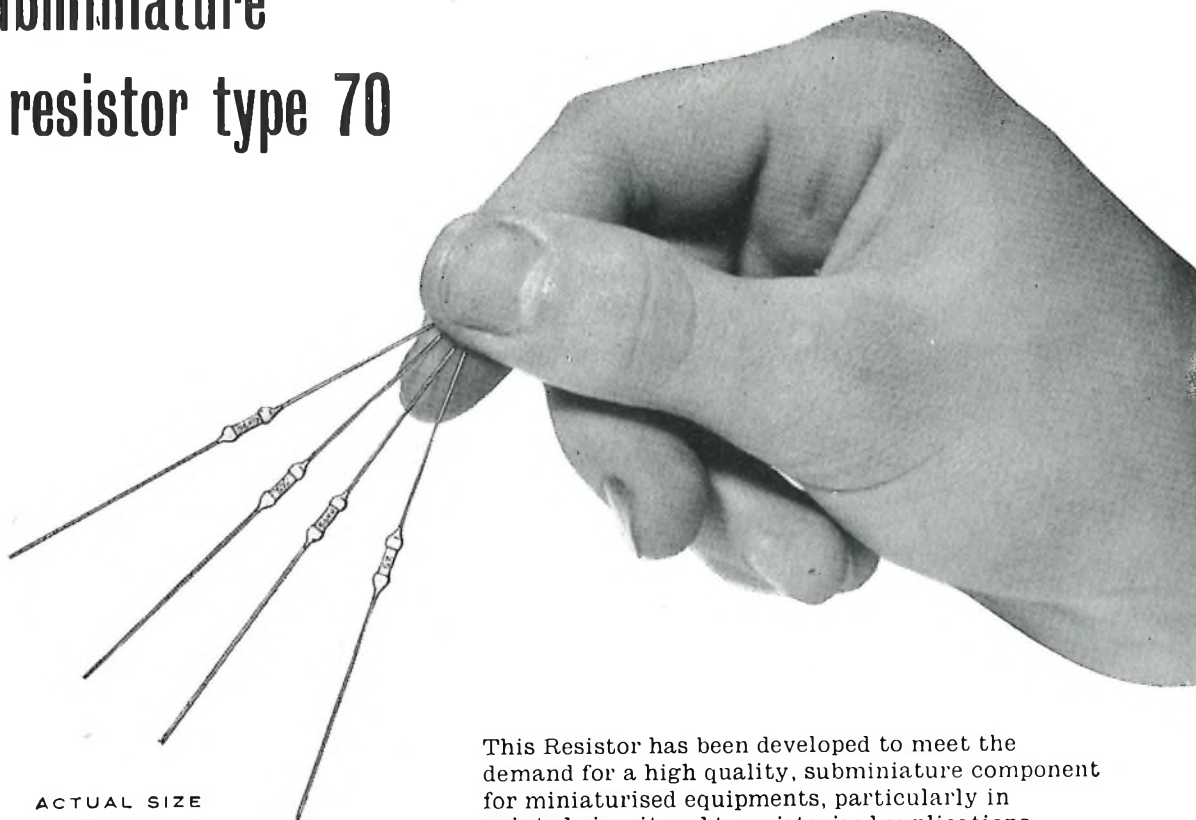 resistor type 70
ACTUAL SIZE
This Resistor has been developed to meet the
demand for a high quality, subminiature component
for miniaturised equipments, particularly in